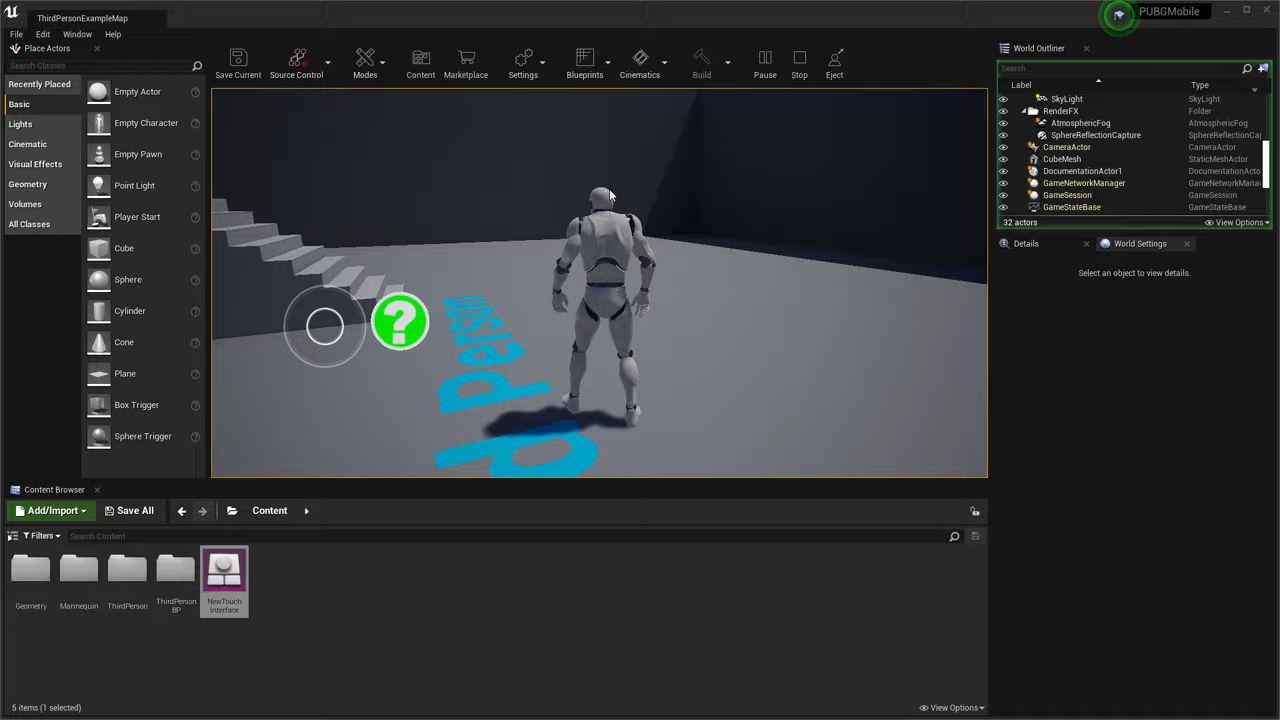 ThirdPersonExampleMap
PUBGMobile
File Edit Window Help
Place Actors
Search Classes
Recently Placed
Basic
Lights
Cinematic
Visual Effects
Geometry
Volumes
All Classes
Empty Actor
Empty Character
Empty Pawn
Point Light
Player Start
Cube
Sphere
Cylinder
Cone
Plane
Box Trigger
Sphere Trigger
Save Current
Source Control
Modes
Content
Marketplace
Settings
Blueprints
Cinematics
Build
Pause
Stop
Eject
?
d Person
World Outliner
Search...
Label Type
SkyLight SkyLight
RenderFX Folder
AtmosphericFog AtmosphericFog
SphereReflectionCapture SphereReflectionCap
CameraActor CameraActor
CubeMesh StaticMeshActor
DocumentationActor1 DocumentationActo
GameNetworkManager GameNetworkMana
GameSession GameSession
GameStateBase GameStateBase
32 actors View Options
Details World Settings
Select an object to view details.
Content Browser
Add/Import Save All Content
Filters Search Content
Geometry
Mannequin
ThirdPerson
ThirdPerson
BP
NewTouch
Interface
5 items (1 selected) View Options